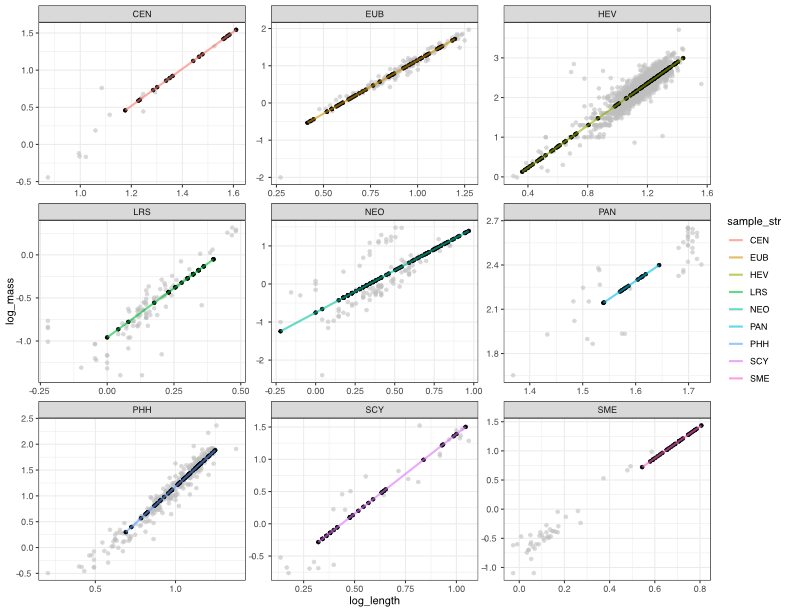 CEN EUB HEV
1.5 1.0 0.5 0.0 -0.5
2 1 0 -1 -2
3 2 1 0
1.0 1.2 1.4 1.6
0.25 0.50 0.75 1.00 1.25
0.4 0.8 1.2 1.6
LRS NEO PAN
0.0 -0.5 -1.0
1 0 -1 -2
2.7 2.4 2.1 1.8
-0.25 0.00 0.25 0.50
-0.25 0.00 0.25 0.50 0.75 1.00
1.4 1.5 1.6 1.7
PHH SCY SME
2.5 2.0 1.5 1.0 0.5 0.0 -0.5
1.5 1.0 0.5 0.0 -0.5
1.5 1.0 0.5 0.0 -0.5 -1.0
0.5 1.0
0.25 0.50 0.75 1.00
0.0 0.2 0.4 0.6 0.8
log_mass
log_length
sample_str
CEN
EUB
HEV
LRS
NEO
PAN
PHH
SCY
SME